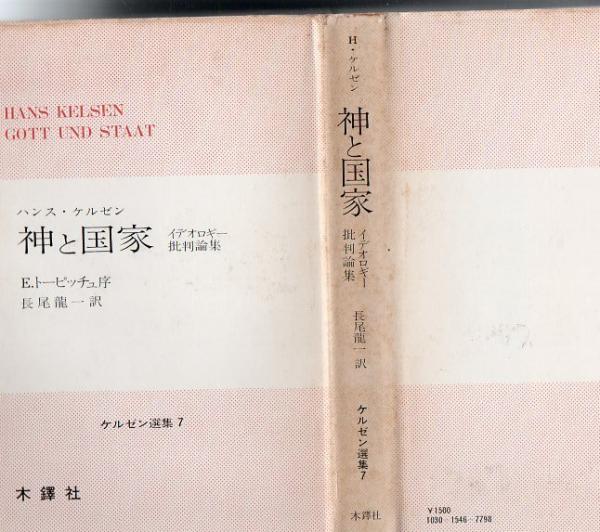 HANS KELSEN
GOTT UND STAAT
ハンス・ケルゼン
神と国家 イデオロギー
批判論集
E.トーピッチュ序
長尾龍一訳
ケルゼン選集 7
木鐸社
H・ケルゼン
神と国家
イデオロギー
批判論集
長尾龍一訳
ケルゼン選集 7
木鐸社
¥1500
1030-1546-7798